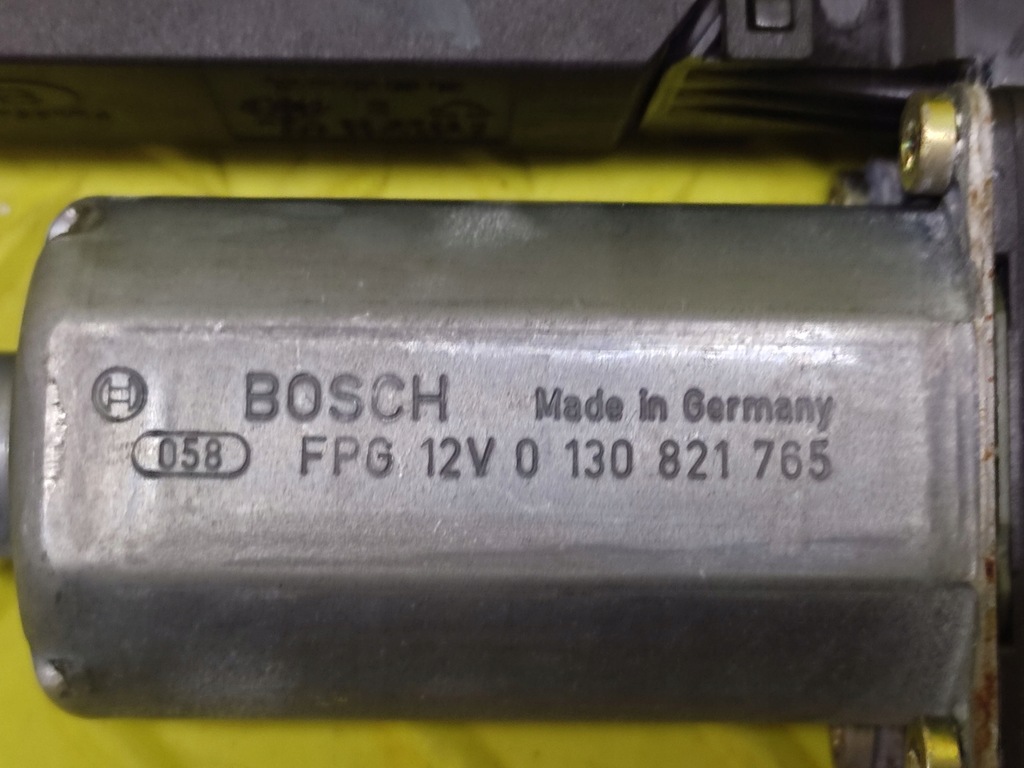 BOSCH Made in Germany
058 FPG 12V 0 130 821 765